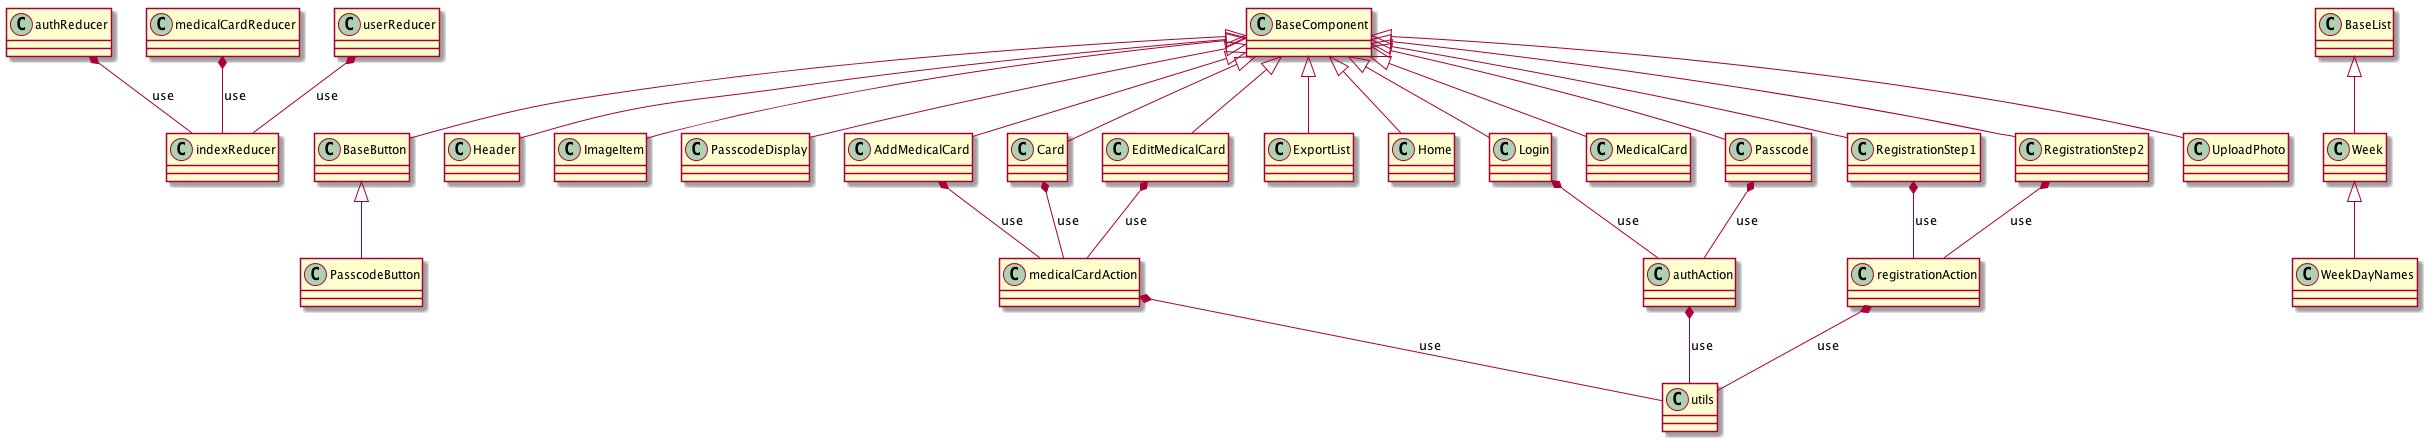 C authReducer
C medicalCardReducer
C userReducer
C BaseComponent
C BaseList
use
use
use
C indexReducer
C BaseButton
C Header
C ImageItem
C PasscodeDisplay
C AddMedicalCard
C Card
C EditMedicalCard
C ExportList
C Home
C Login
C MedicalCard
C Passcode
C RegistrationStep1
C RegistrationStep2
C UploadPhoto
C Week
use
use
use
use
use
use
use
C PasscodeButton
C medicalCardAction
C authAction
C registrationAction
C WeekDayNames
use
use
use
C utils